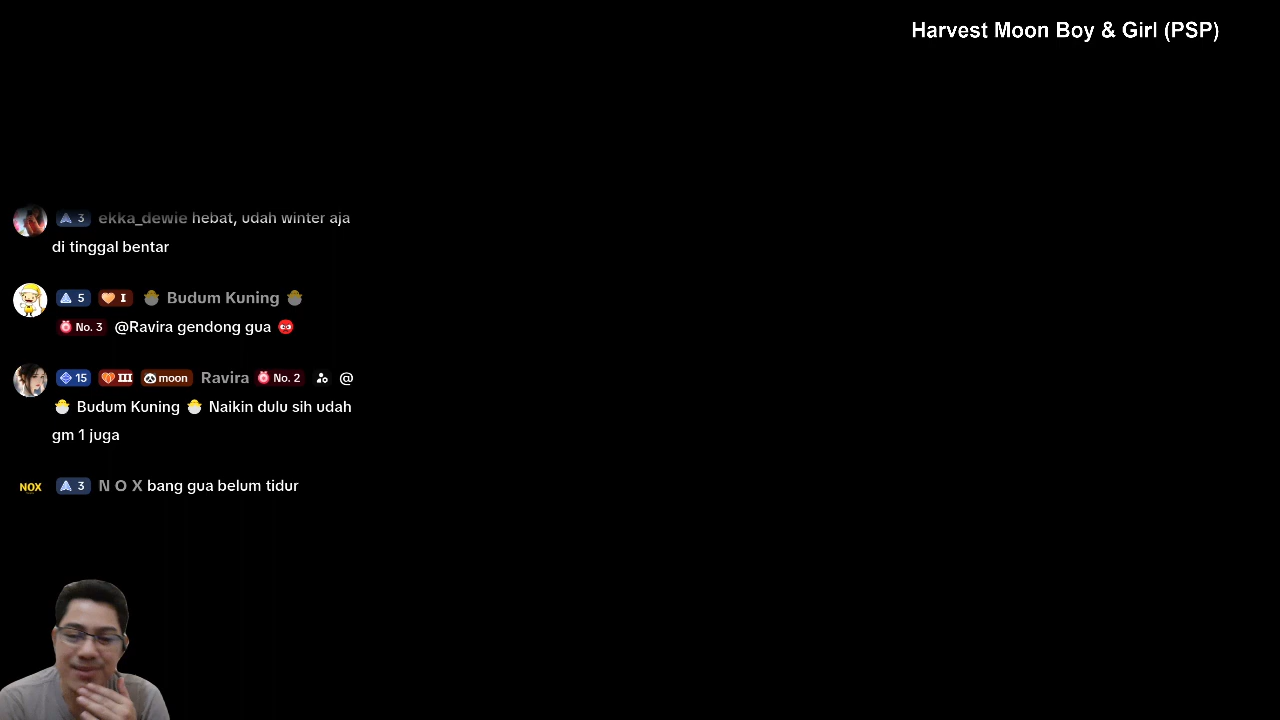 Harvest Moon Boy & Girl (PSP)
3 ekka_dewie hebat, udah winter aja
di tinggal bentar
5 I Budum Kuning
No. 3 @Ravira gendong gua
15 III moon Ravira No. 2 @
Budum Kuning Naikin dulu sih udah
gm 1 juga
NOX 3 N O X bang gua belum tidur